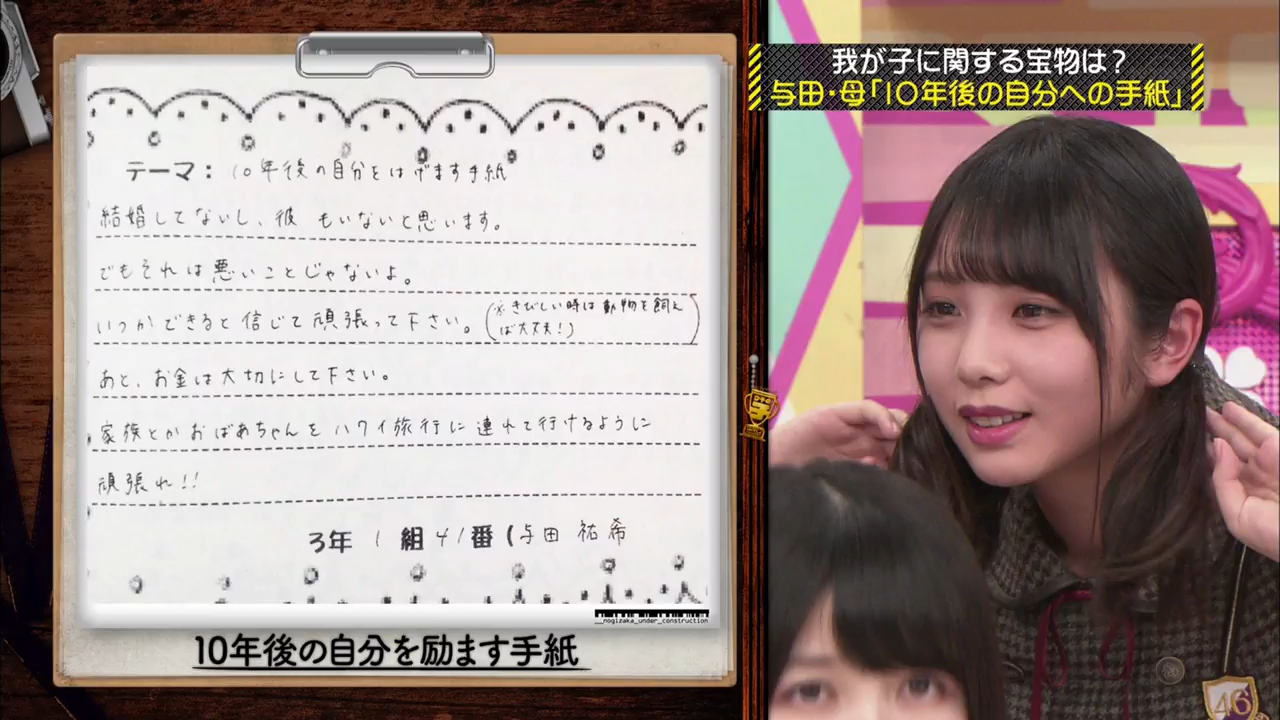 我が子に関する宝物は？
与田・母「10年後の自分への手紙」
テーマ：10年後の自分をはげます手紙
結婚してないし、彼もいないと思います。
でもそれは悪いことじゃないよ。
いつかできると信じて頑張って下さい。
(※きびしい時は動物を飼え
ば大丈夫！)
あと、お金は大切にして下さい。
家族とかおばあちゃんをハワイ旅行に連れて行けるように
頑張れ！！
3年 1 組 41番 (与田 祐希
__nogizaka_under_construction
10年後の自分を励ます手紙
46